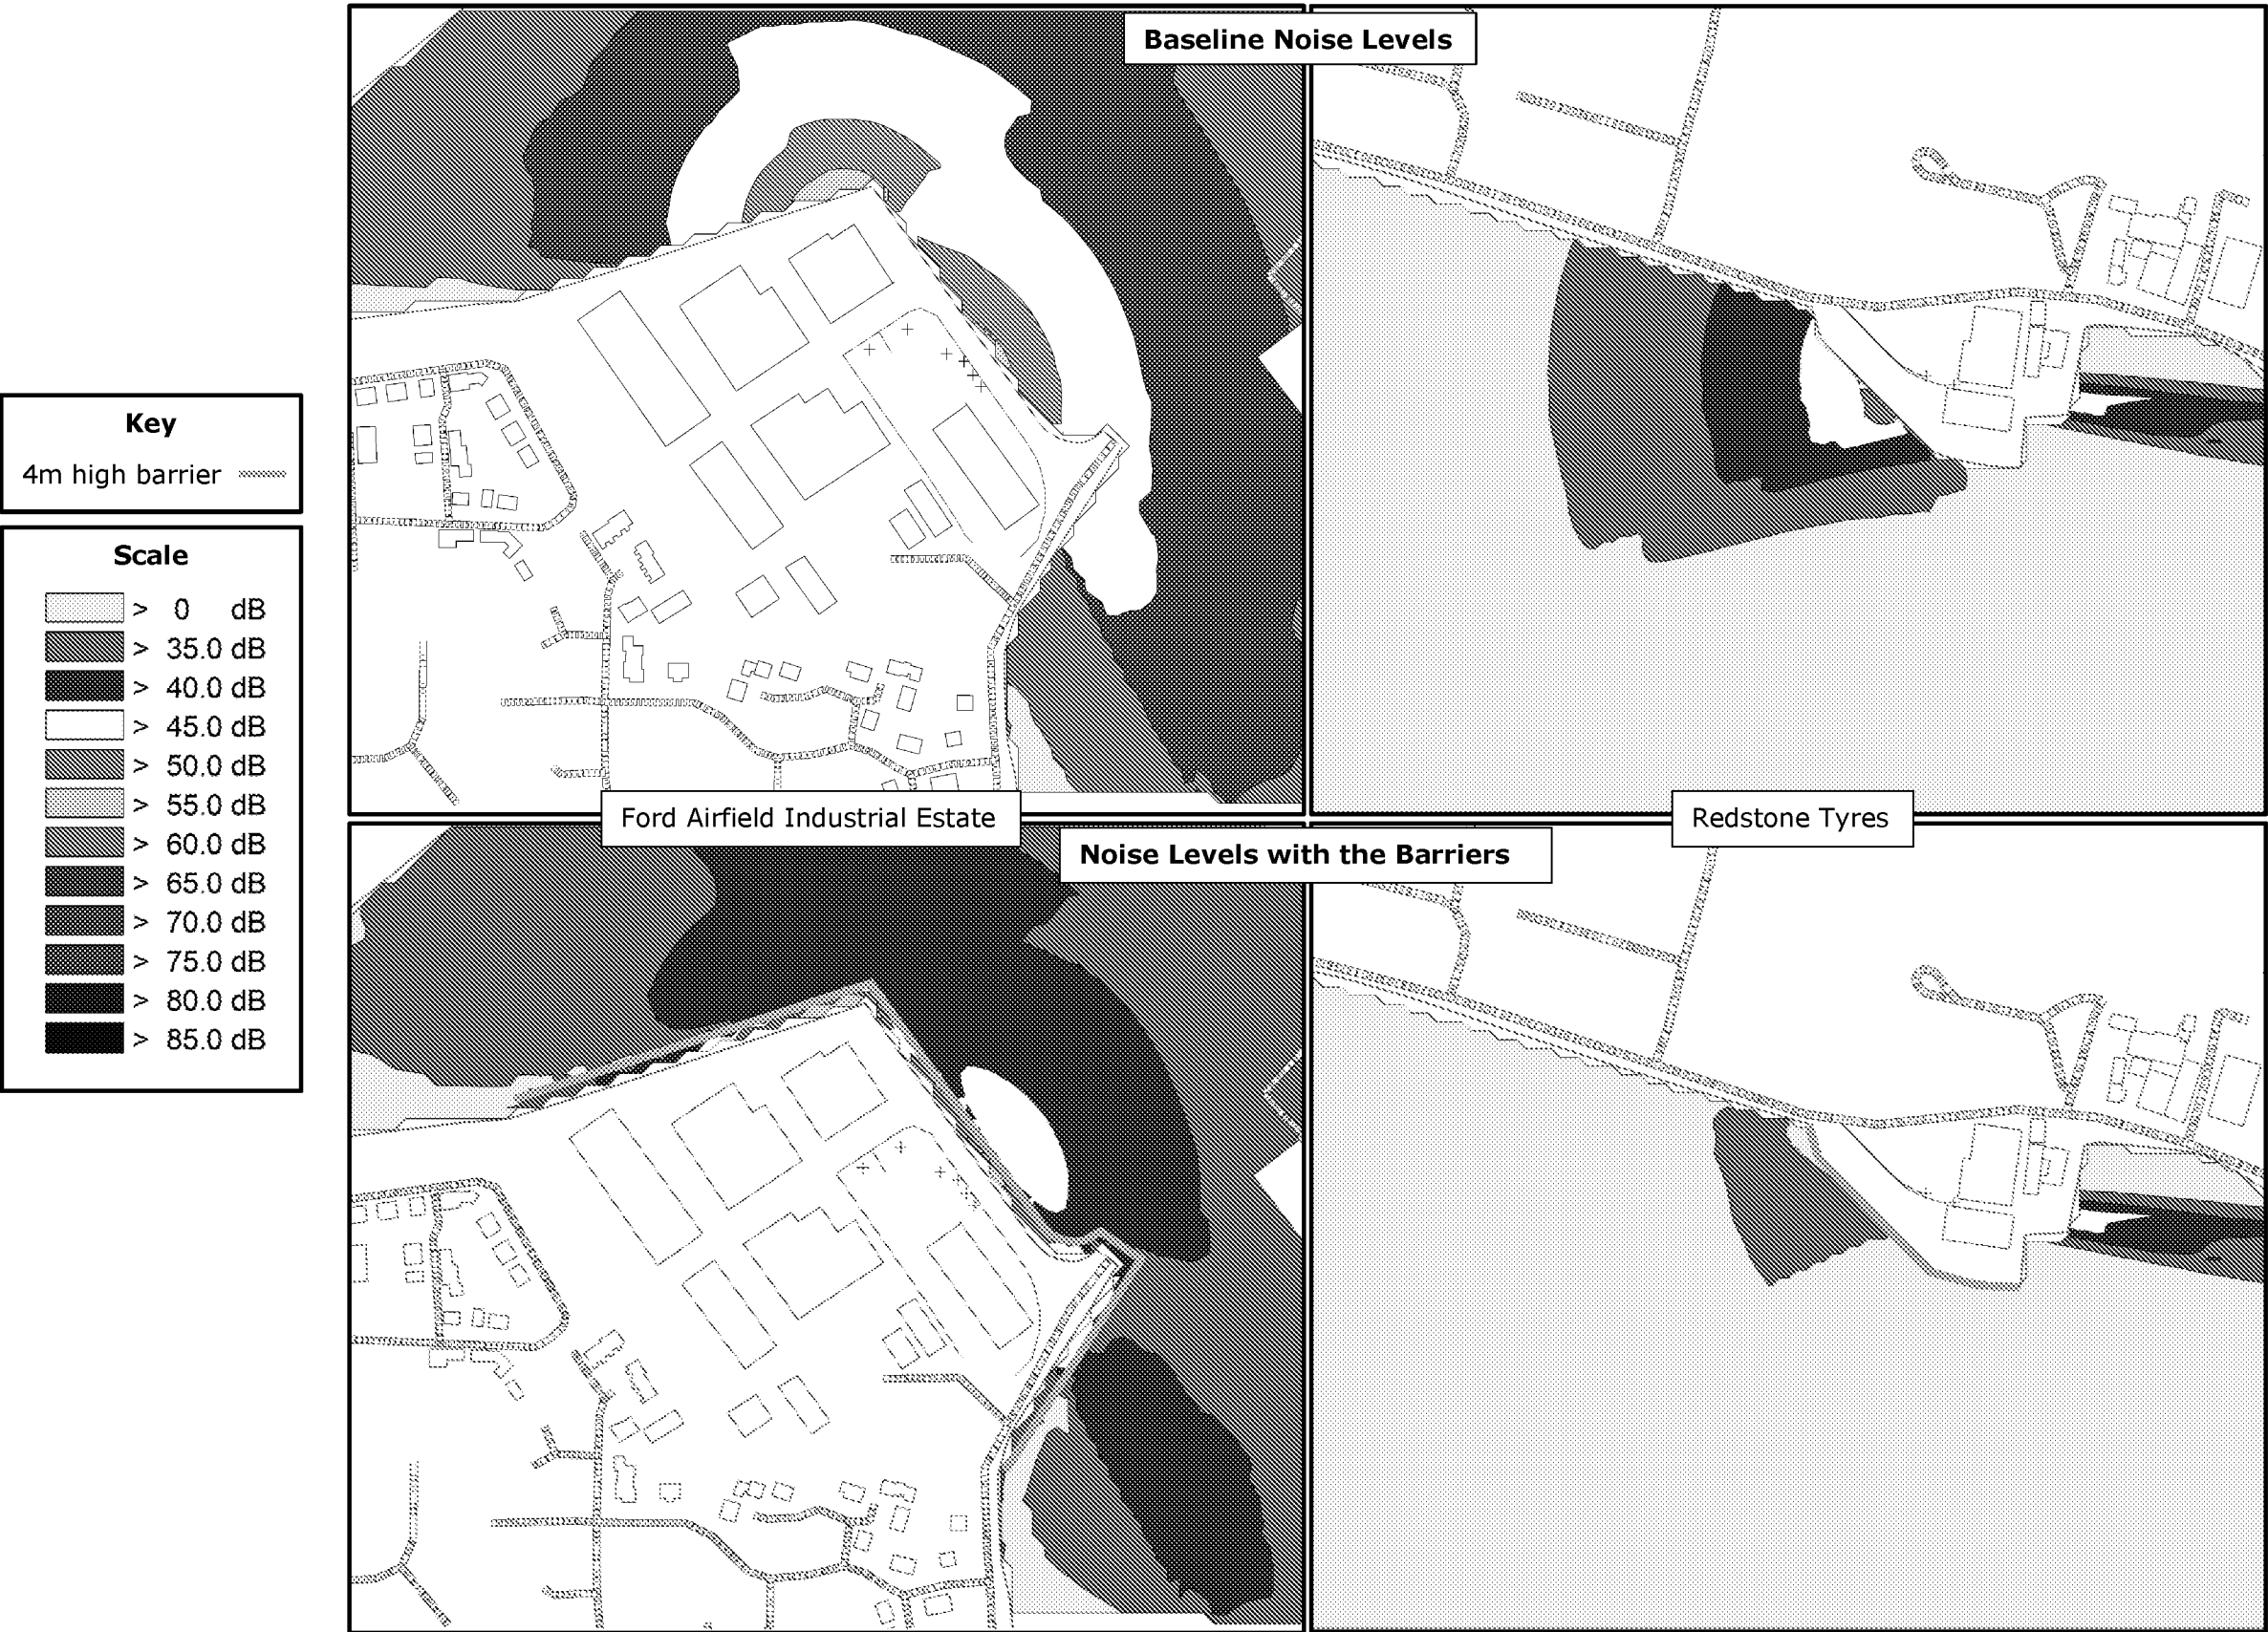 Baseline Noise Levels
Key
4m high barrier
Scale
> 0 dB
> 35.0 dB
> 40.0 dB
> 45.0 dB
> 50.0 dB
> 55.0 dB
> 60.0 dB
> 65.0 dB
> 70.0 dB
> 75.0 dB
> 80.0 dB
> 85.0 dB
Ford Airfield Industrial Estate
Redstone Tyres
Noise Levels with the Barriers